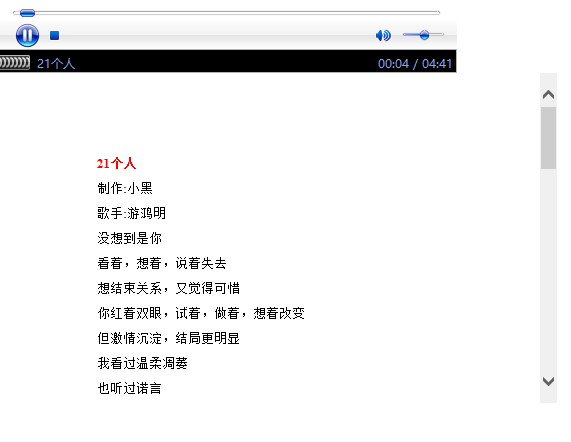 21个人
00:04 / 04:41
21个人
制作:小黑
歌手:游鸿明
没想到是你
看着，想着，说着失去
想结束关系，又觉得可惜
你红着双眼，试着，做着，想着改变
但激情沉淀，结局更明显
我看过温柔凋萎
也听过诺言